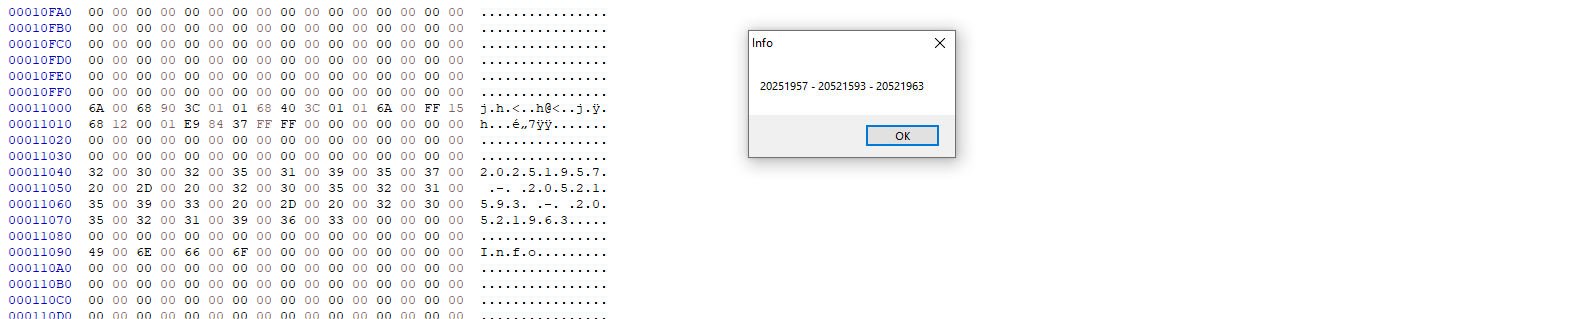 00010FA0 00 00 00 00 00 00 00 00 00 00 00 00 00 00 00 00 ................
00010FB0 00 00 00 00 00 00 00 00 00 00 00 00 00 00 00 00 ................
00010FC0 00 00 00 00 00 00 00 00 00 00 00 00 00 00 00 00 ................
00010FD0 00 00 00 00 00 00 00 00 00 00 00 00 00 00 00 00 ................
00010FE0 00 00 00 00 00 00 00 00 00 00 00 00 00 00 00 00 ................
00010FF0 00 00 00 00 00 00 00 00 00 00 00 00 00 00 00 00 ................
00011000 6A 00 68 90 3C 01 01 68 40 3C 01 01 6A 00 FF 15 j.h.<..h@<..j.ÿ.
00011010 68 12 00 01 E9 84 37 FF FF 00 00 00 00 00 00 00 h...é„7ÿÿ.......
00011020 00 00 00 00 00 00 00 00 00 00 00 00 00 00 00 00 ................
00011030 00 00 00 00 00 00 00 00 00 00 00 00 00 00 00 00 ................
00011040 32 00 30 00 32 00 35 00 31 00 39 00 35 00 37 00 2.0.2.5.1.9.5.7.
00011050 20 00 2D 00 20 00 32 00 30 00 35 00 32 00 31 00 .-. .2.0.5.2.1.
00011060 35 00 39 00 33 00 20 00 2D 00 20 00 32 00 30 00 5.9.3. .-. .2.0.
00011070 35 00 32 00 31 00 39 00 36 00 33 00 00 00 00 00 5.2.1.9.6.3.....
00011080 00 00 00 00 00 00 00 00 00 00 00 00 00 00 00 00 ................
00011090 49 00 6E 00 66 00 6F 00 00 00 00 00 00 00 00 00 I.n.f.o.........
000110A0 00 00 00 00 00 00 00 00 00 00 00 00 00 00 00 00 ................
000110B0 00 00 00 00 00 00 00 00 00 00 00 00 00 00 00 00 ................
000110C0 00 00 00 00 00 00 00 00 00 00 00 00 00 00 00 00 ................
000110D0 00 00 00 00 00 00 00 00 00 00 00 00 00 00 00 00 ................
Info
20251957 - 20521593 - 20521963
OK